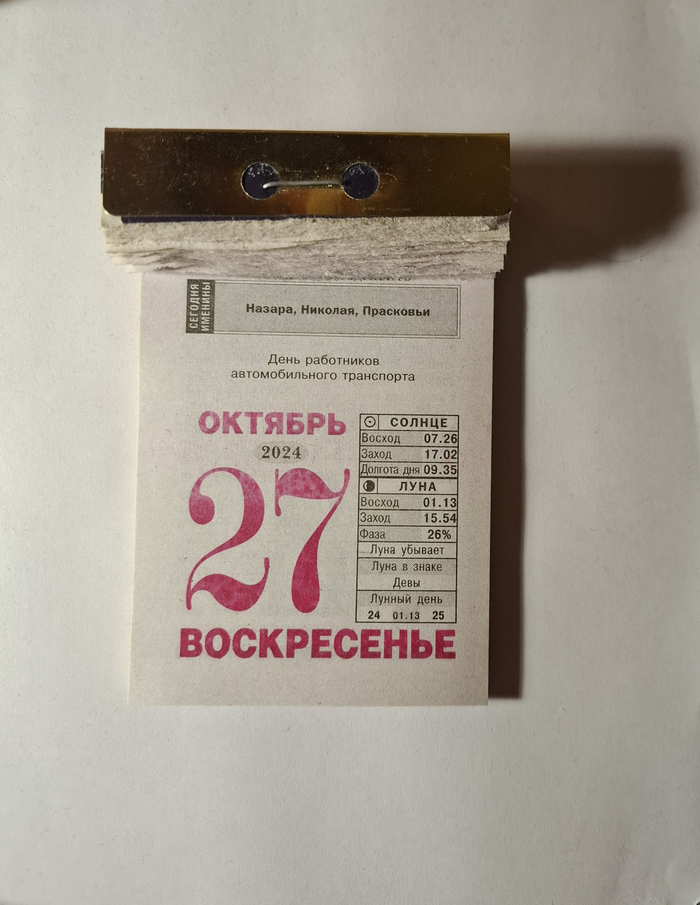 СЕГОДНЯ
ИМЕНИНЫ
Назара, Николая, Прасковьи
День работников
автомобильного транспорта
ОКТЯБРЬ
2024
27
ВОСКРЕСЕНЬЕ
СОЛНЦЕ
Восход 07.26
Заход 17.02
Долгота дня 09.35
ЛУНА
Восход 01.13
Заход 15.54
Фаза 26%
Луна убывает
Луна в знаке
Девы
Лунный день
24 01.13 25